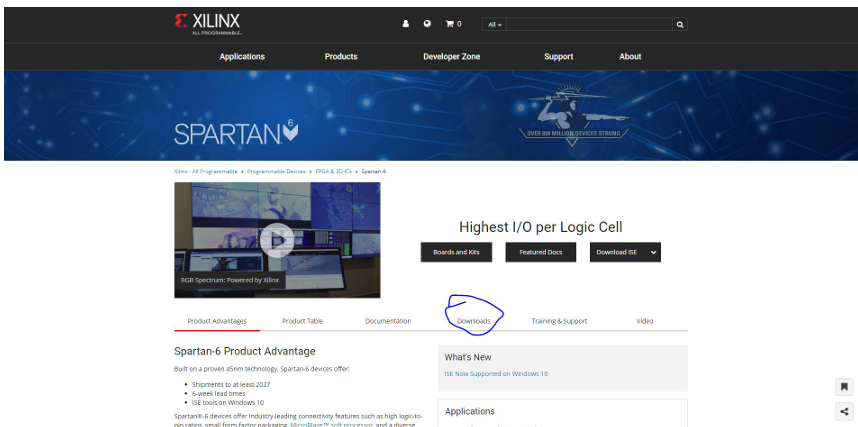 XILINX
ALL PROGRAMMABLE.
0
All
Applications Products Developer Zone Support About
SPARTAN 6
OVER 950 MILLION DEVICES STRONG
Xilinx - All Programmable > Programmable Devices > FPGA & 3D ICs > Spartan-6
RGB Spectrum: Powered by Xilinx
Highest I/O per Logic Cell
Boards and Kits Featured Docs Download ISE
Product Advantages Product Table Documentation Downloads Training & Support Video
Spartan-6 Product Advantage
Built on a proven 45nm technology, Spartan-6 devices offer:
• Shipments to at least 2027
• 6-week lead times
• ISE tools on Windows 10
Spartan®-6 devices offer industry-leading connectivity features such as high logic-to-
pin ratios, small form-factor packaging, MicroBlaze™ soft processor, and a diverse
What's New
ISE Now Supported on Windows 10
Applications